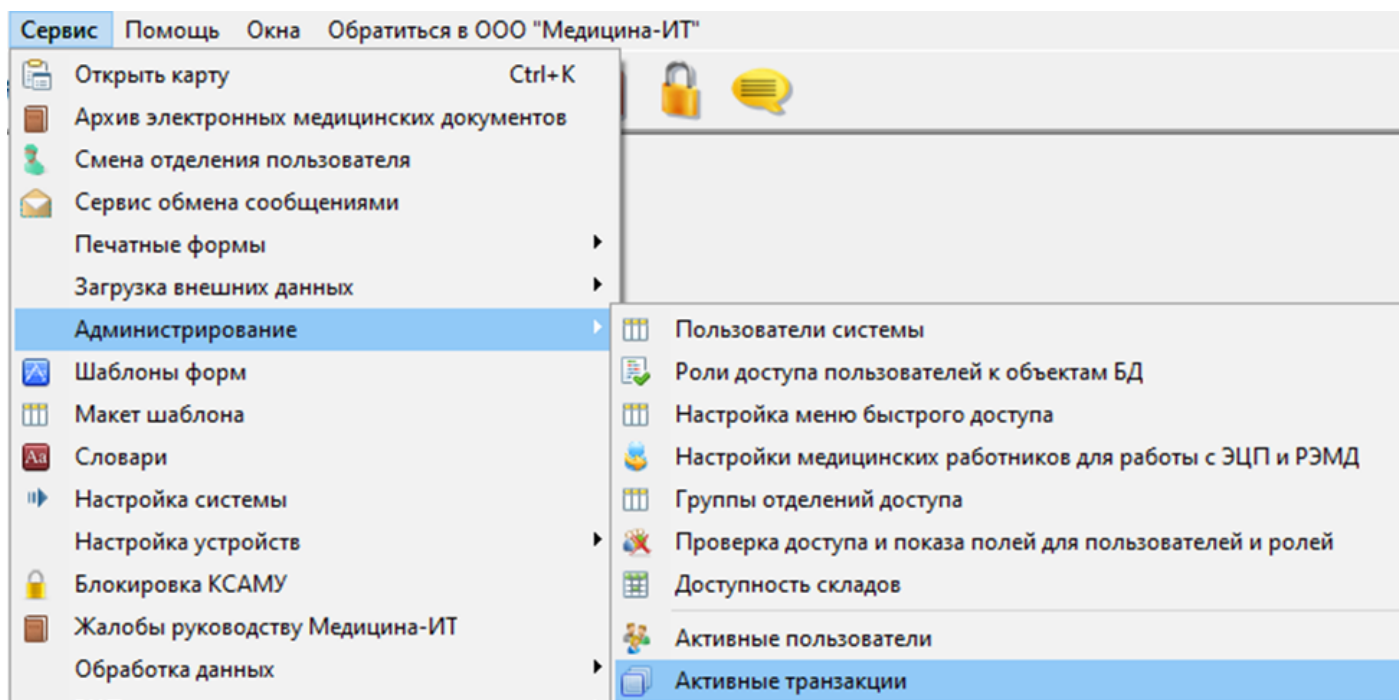 Сервис Помощь Окна Обратиться в ООО "Медицина-ИТ"
Открыть карту Ctrl+K
Архив электронных медицинских документов
Смена отделения пользователя
Сервис обмена сообщениями
Печатные формы
Загрузка внешних данных
Администрирование
Шаблоны форм
Макет шаблона
Aa Словари
Настройка системы
Настройка устройств
Блокировка КСАМУ
Жалобы руководству Медицина-ИТ
Обработка данных
Пользователи системы
Роли доступа пользователей к объектам БД
Настройка меню быстрого доступа
Настройки медицинских работников для работы с ЭЦП и РЭМД
Группы отделений доступа
Проверка доступа и показа полей для пользователей и ролей
Доступность складов
Активные пользователи
Активные транзакции